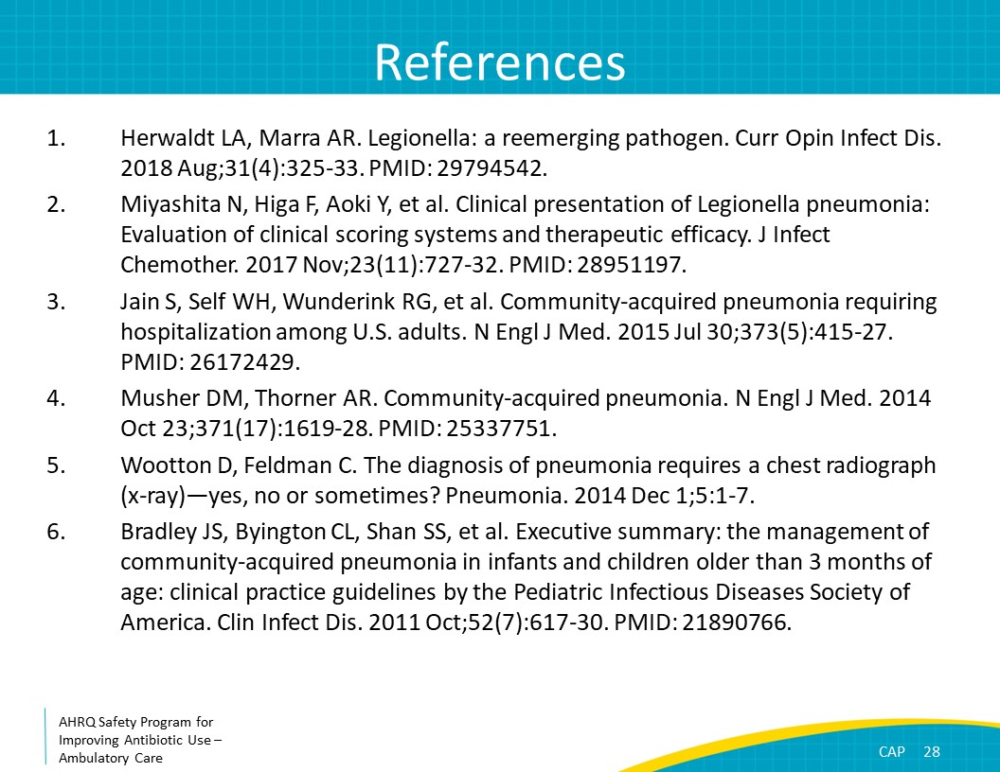 References
1. Herwaldt LA, Marra AR. Legionella: a reemerging pathogen. Curr Opin Infect Dis.
2018 Aug;31(4):325-33. PMID: 29794542.
2. Miyashita N, Higa F, Aoki Y, et al. Clinical presentation of Legionella pneumonia:
Evaluation of clinical scoring systems and therapeutic efficacy. J Infect
Chemother. 2017 Nov;23(11):727-32. PMID: 28951197.
3. Jain S, Self WH, Wunderink RG, et al. Community-acquired pneumonia requiring
hospitalization among U.S. adults. N Engl J Med. 2015 Jul 30;373(5):415-27.
PMID: 26172429.
4. Musher DM, Thorner AR. Community-acquired pneumonia. N Engl J Med. 2014
Oct 23;371(17):1619-28. PMID: 25337751.
5. Wootton D, Feldman C. The diagnosis of pneumonia requires a chest radiograph
(x-ray)—yes, no or sometimes? Pneumonia. 2014 Dec 1;5:1-7.
6. Bradley JS, Byington CL, Shan SS, et al. Executive summary: the management of
community-acquired pneumonia in infants and children older than 3 months of
age: clinical practice guidelines by the Pediatric Infectious Diseases Society of
America. Clin Infect Dis. 2011 Oct;52(7):617-30. PMID: 21890766.
AHRQ Safety Program for
Improving Antibiotic Use –
Ambulatory Care
CAP 28